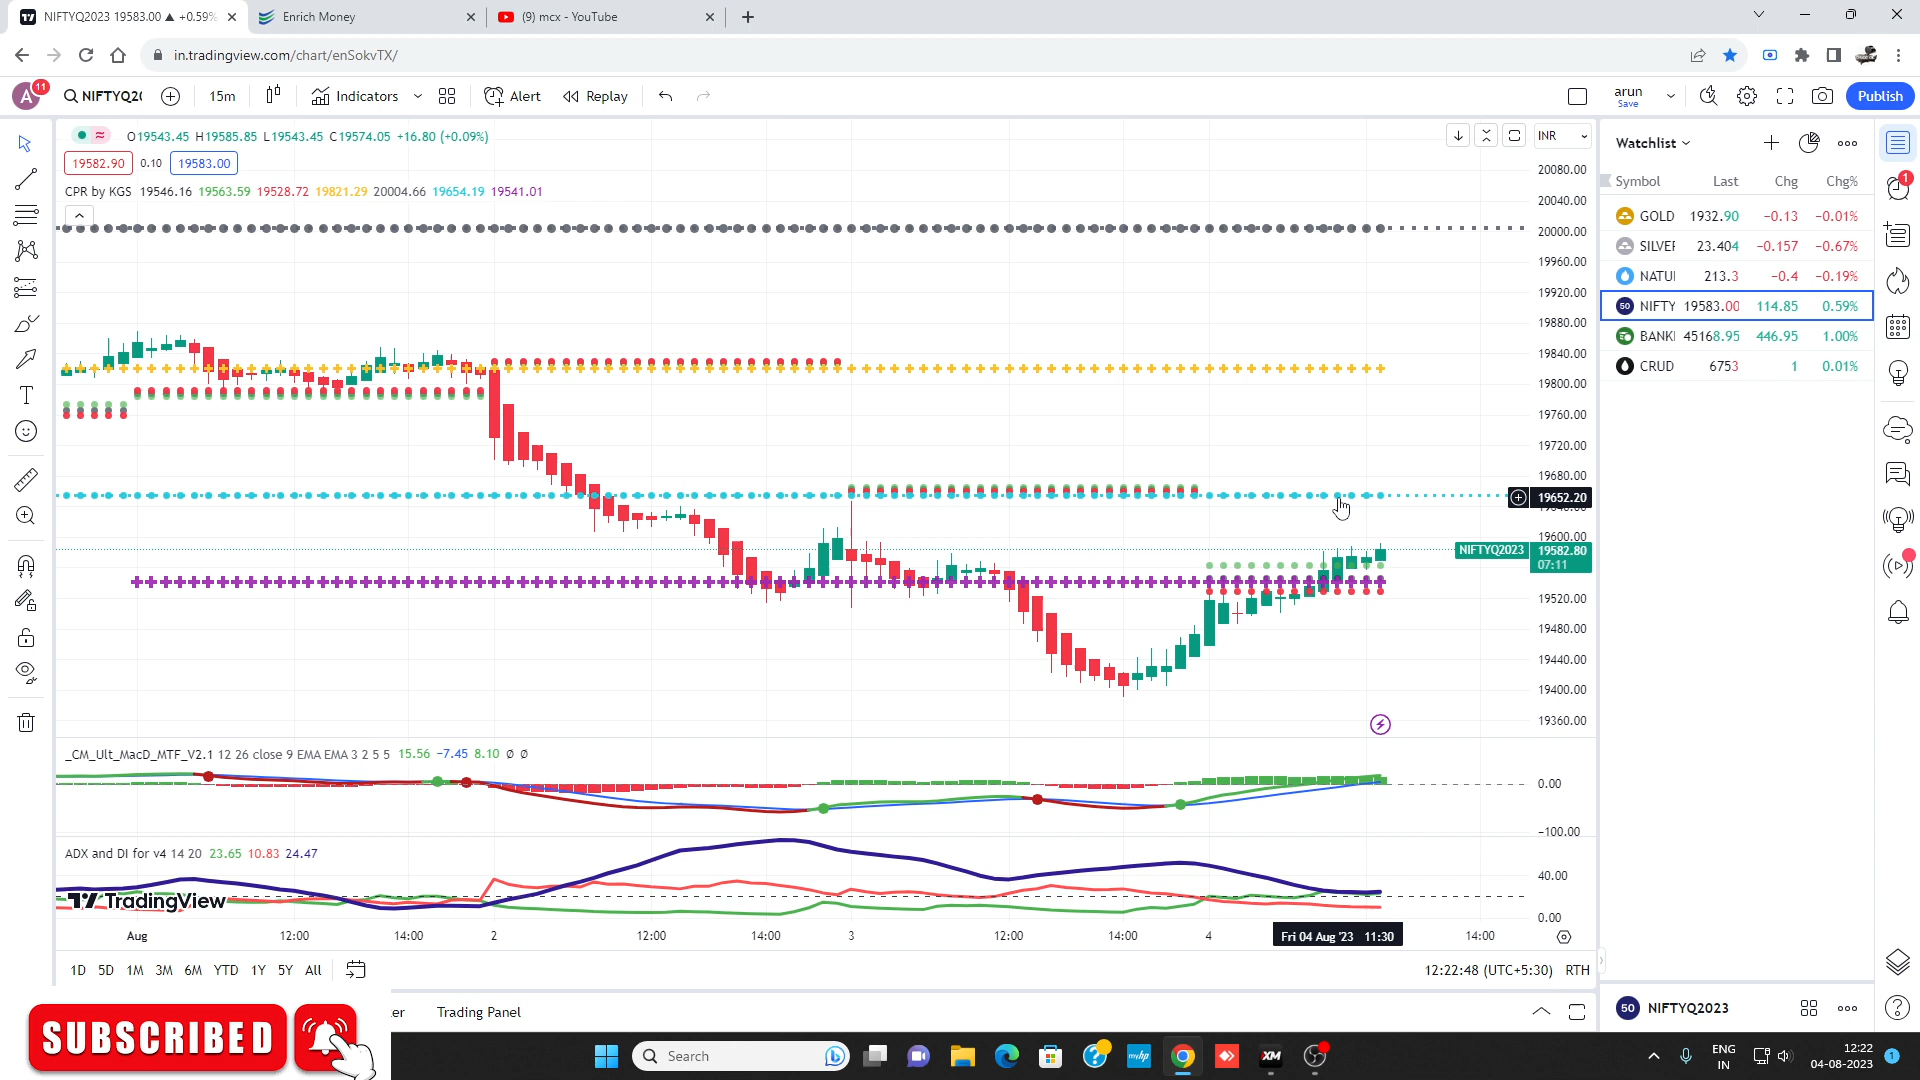 NIFTYQ2023 19583.00 ▲ +0.59%
Enrich Money
(9) mcx - YouTube
in.tradingview.com/chart/enSokvTX/
A 11 NIFTYQ20 15m Indicators Alert Replay arun Save Publish
O19543.45 H19585.85 L19543.45 C19574.05 +16.80 (+0.09%)
INR
Watchlist
19582.90 0.10 19583.00
CPR by KGS 19546.16 19563.59 19528.72 19821.29 20004.66 19654.19 19541.01
Symbol Last Chg Chg%
GOLD 1932.90 −0.13 −0.01%
SILVER 23.404 −0.157 −0.67%
NATU 213.3 −0.4 −0.19%
50 NIFTY 19583.00 114.85 0.59%
BANK 45168.95 446.95 1.00%
CRUD 6753 1 0.01%
1
20080.00
20040.00
20000.00
19960.00
19920.00
19880.00
19840.00
19800.00
19760.00
19720.00
19680.00
19652.20
19600.00
NIFTYQ2023 19582.80
07:11
19520.00
19480.00
19440.00
19400.00
19360.00
_CM_Ult_MacD_MTF_V2.1 12 26 close 9 EMA EMA 3 2 5 5 15.56 −7.45 8.10 Ø Ø
0.00
−100.00
ADX and DI for v4 14 20 23.65 10.83 24.47
40.00
TradingView
0.00
Aug 12:00 14:00 2 12:00 14:00 3 12:00 14:00 4 Fri 04 Aug '23 11:30 14:00
1D 5D 1M 3M 6M YTD 1Y 5Y All
12:22:48 (UTC+5:30) RTH
ter Trading Panel
50 NIFTYQ2023
SUBSCRIBED
Search
myhp
XM
ENG
IN
12:22
04-08-2023
1